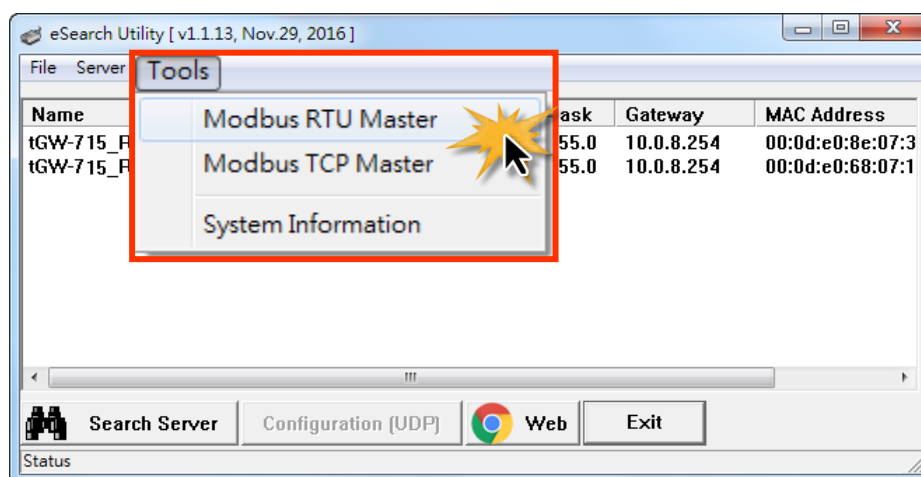 eSearch Utility [ v1.1.13, Nov.29, 2016 ]
File Server Tools
Modbus RTU Master
Modbus TCP Master
System Information
Name ask Gateway MAC Address
tGW-715_R 55.0 10.0.8.254 00:0d:e0:8e:07:3
tGW-715_R 55.0 10.0.8.254 00:0d:e0:68:07:1
Search Server Configuration (UDP) Web Exit
Status